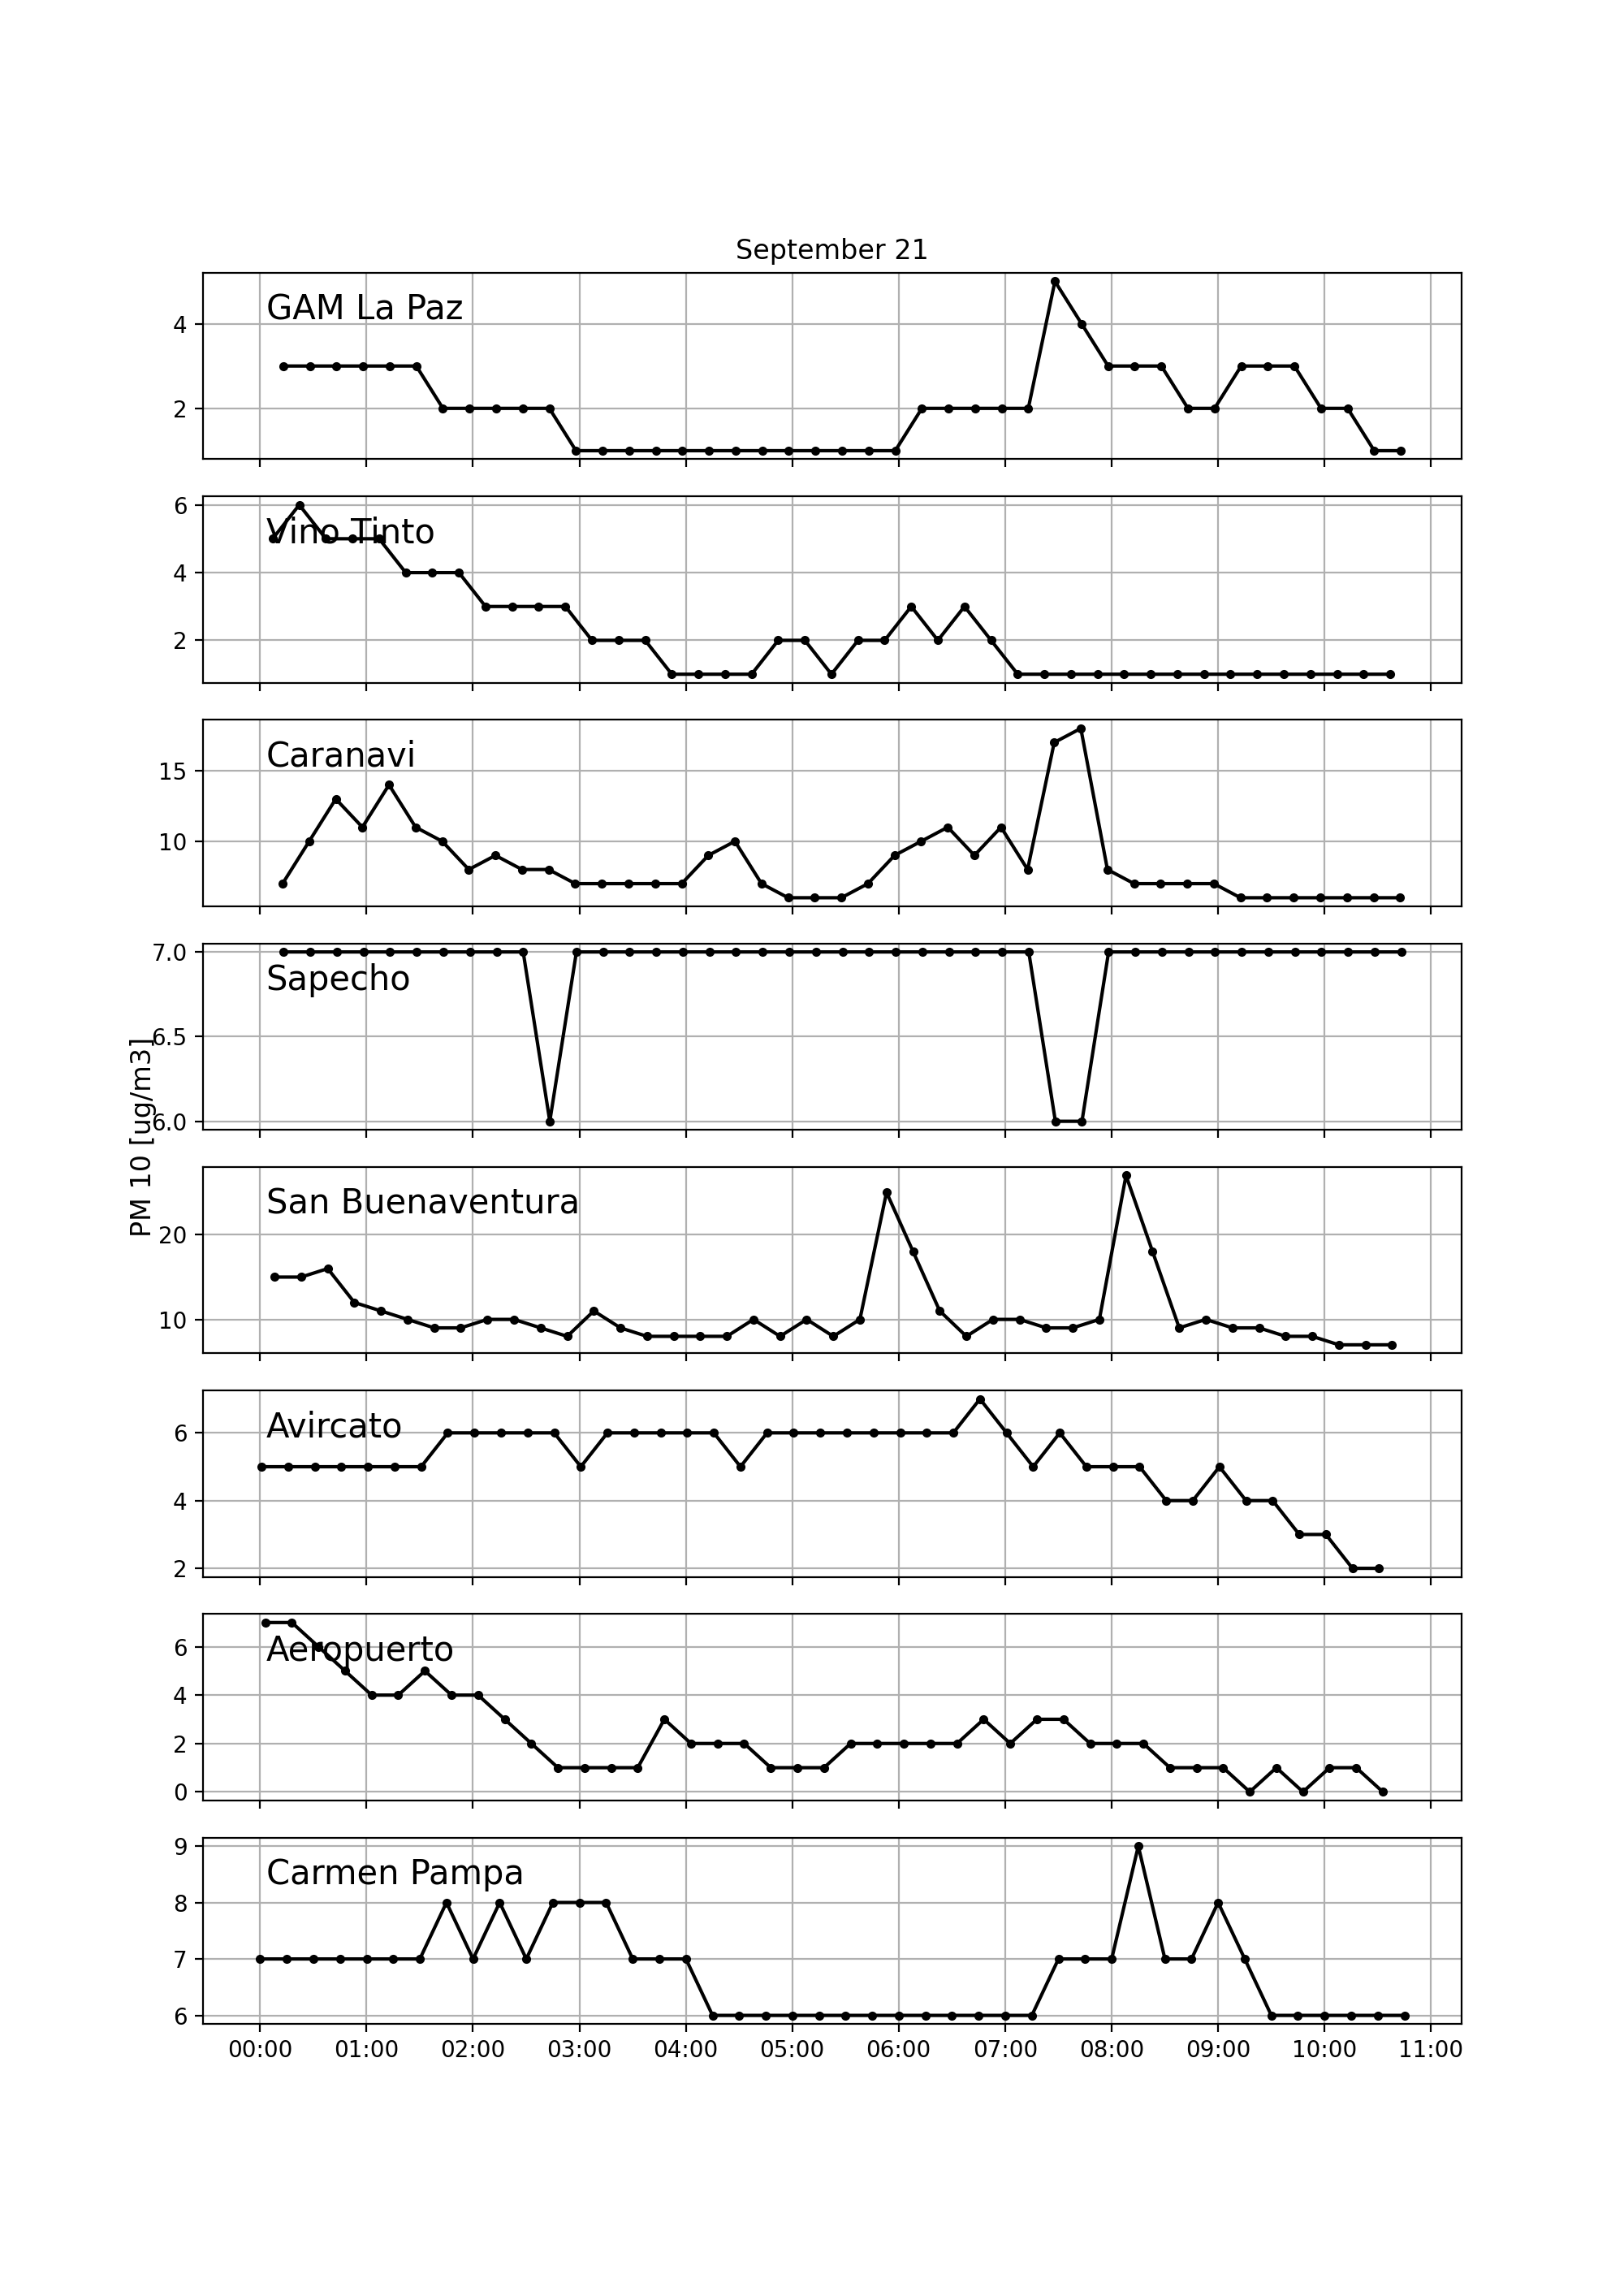 September 21
GAM La Paz
4
2
Vino Tinto
6
4
2
Caranavi
15
10
Sapecho
7.0
6.5
6.0
PM 10 [ug/m3]
San Buenaventura
20
10
Avircato
6
4
2
Aeropuerto
6
4
2
0
Carmen Pampa
9
8
7
6
00:00 01:00 02:00 03:00 04:00 05:00 06:00 07:00 08:00 09:00 10:00 11:00